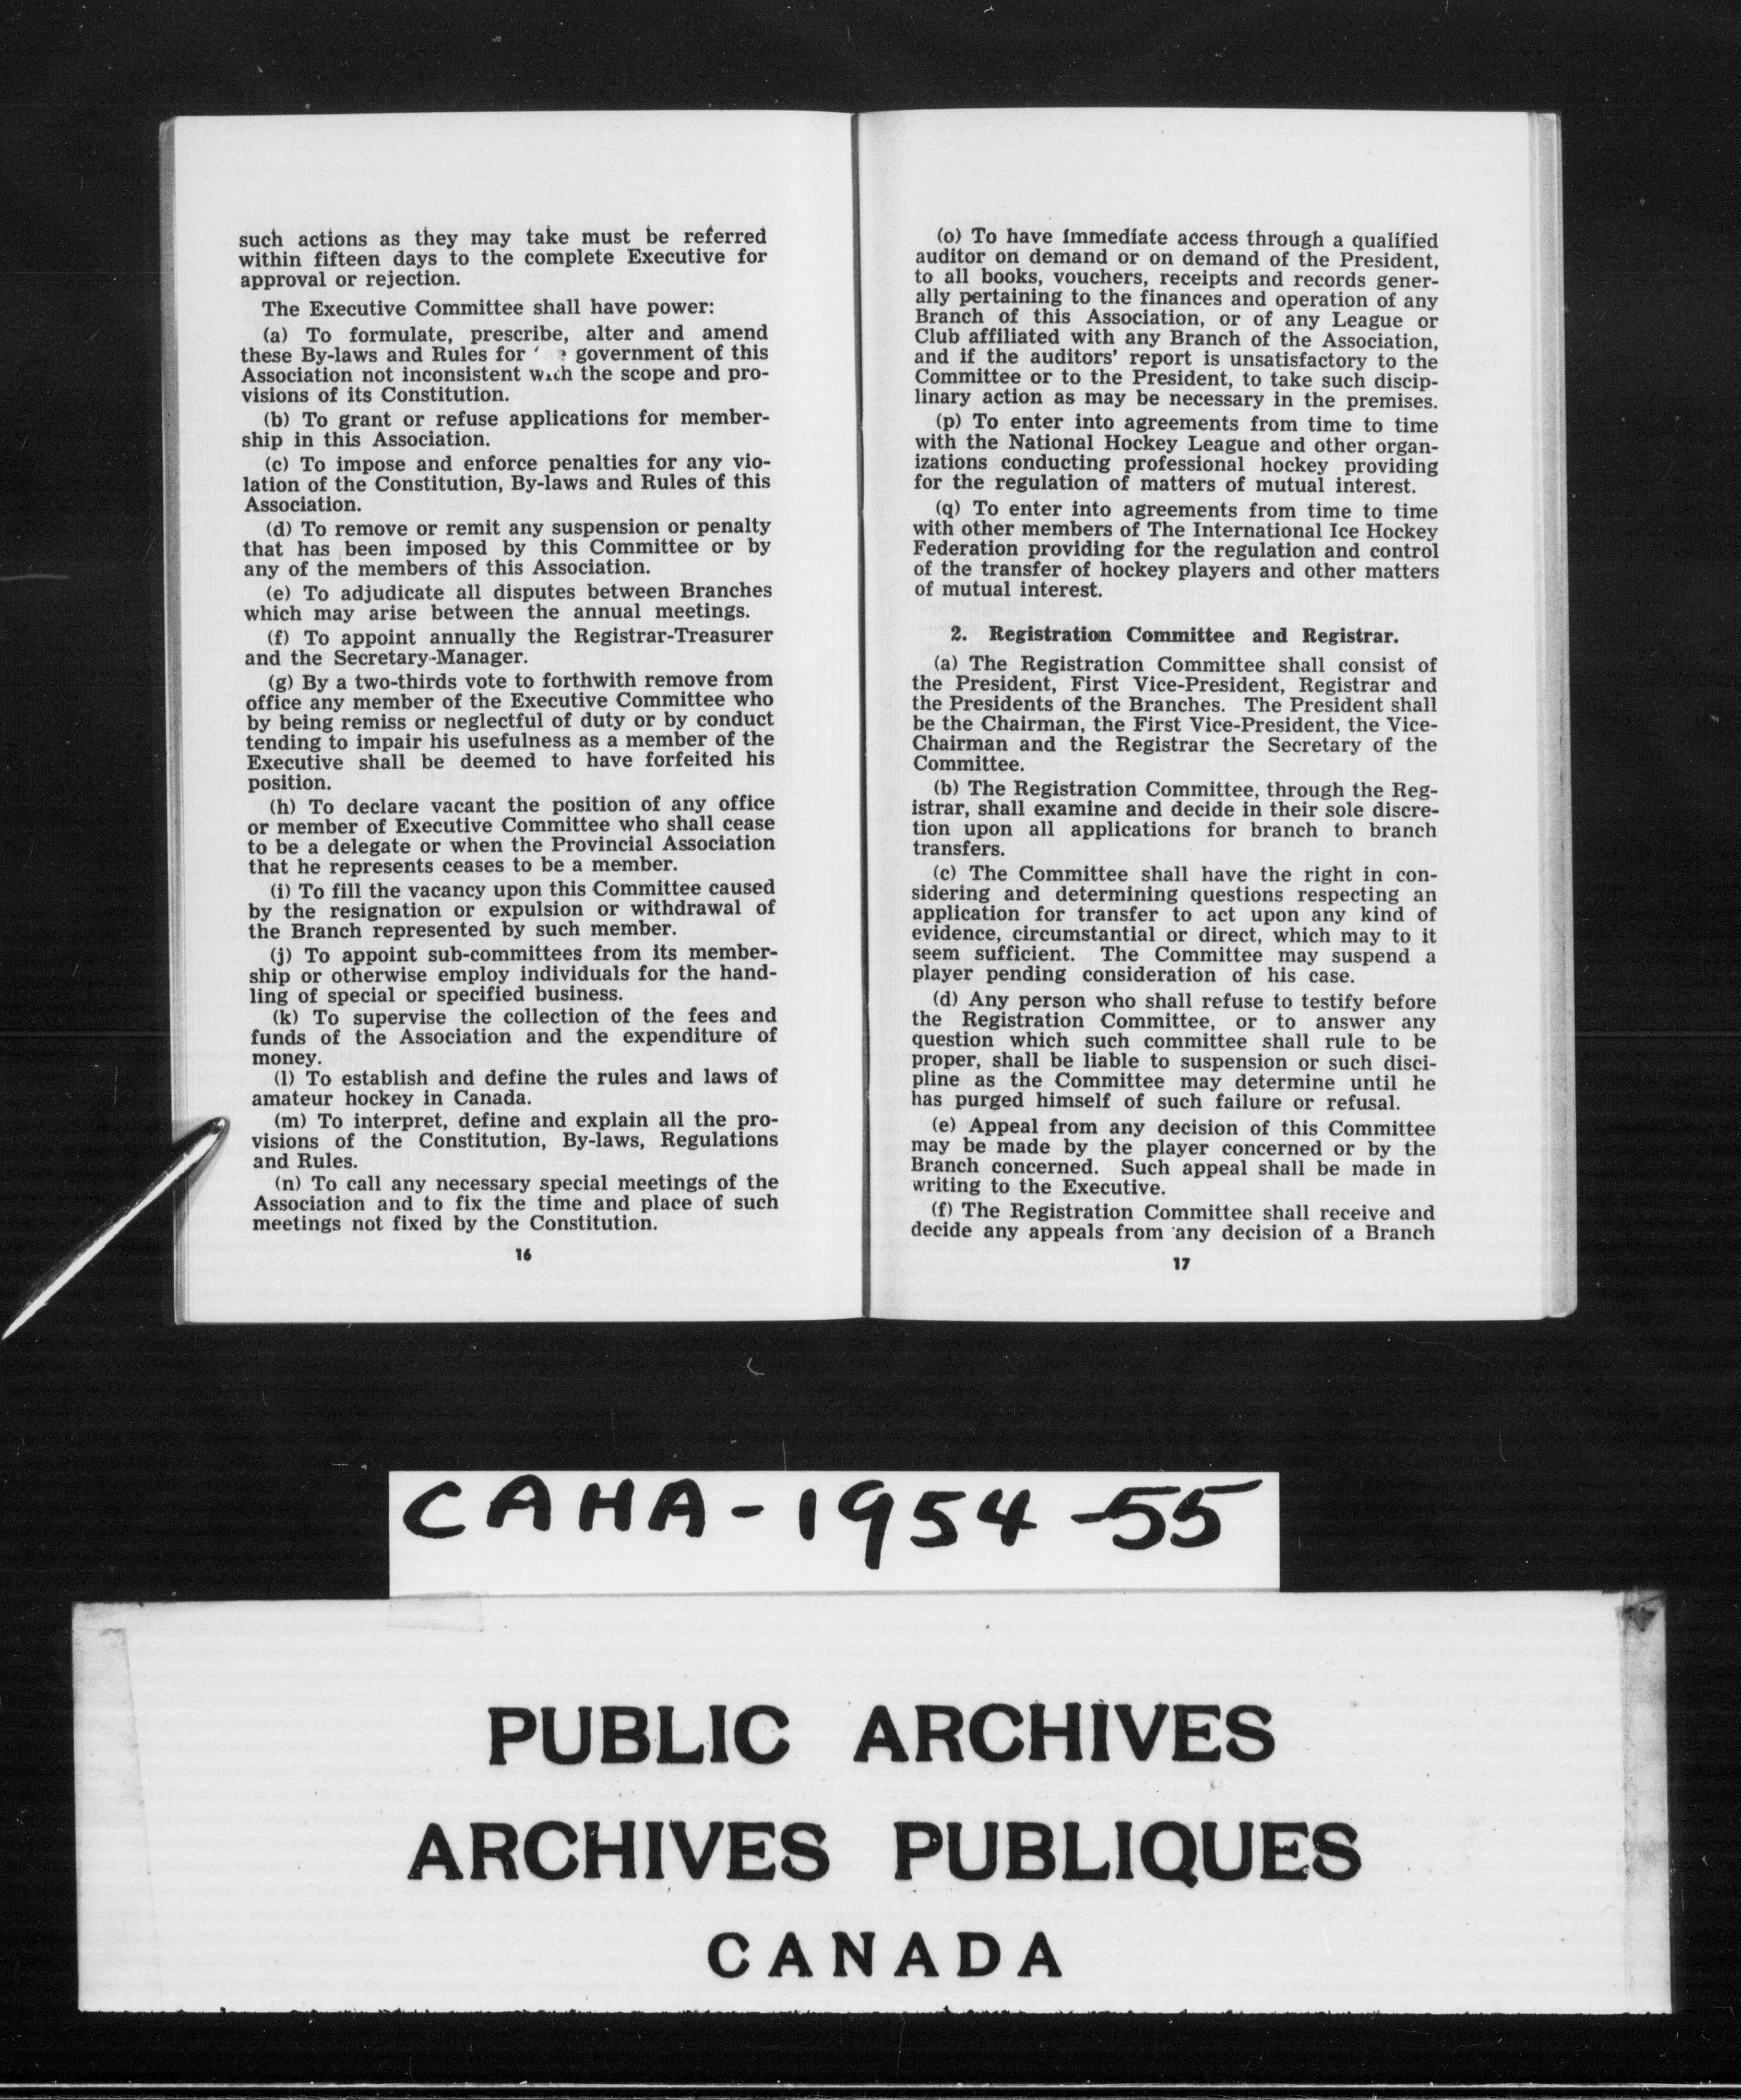 such actions as they may take must be referred
within fifteen days to the complete Executive for
approval or rejection.
The Executive Committee shall have power:
(a) To formulate, prescribe, alter and amend
these By-laws and Rules for government of this
Association not inconsistent with the scope and pro-
visions of its Constitution.
(b) To grant or refuse applications for member-
ship in this Association.
(c) To impose and enforce penalties for any vio-
lation of the Constitution, By-laws and Rules of this
Association.
(d) To remove or remit any suspension or penalty
that has been imposed by this Committee or by
any of the members of this Association.
(e) To adjudicate all disputes between Branches
which may arise between the annual meetings.
(f) To appoint annually the Registrar-Treasurer
and the Secretary-Manager.
(g) By a two-thirds vote to forthwith remove from
office any member of the Executive Committee who
by being remiss or neglectful of duty or by conduct
tending to impair his usefulness as a member of the
Executive shall be deemed to have forfeited his
position.
(h) To declare vacant the position of any office
or member of Executive Committee who shall cease
to be a delegate or when the Provincial Association
that he represents ceases to be a member.
(i) To fill the vacancy upon this Committee caused
by the resignation or expulsion or withdrawal of
the Branch represented by such member.
(j) To appoint sub-committees from its member-
ship or otherwise employ individuals for the hand-
ling of special or specified business.
(k) To supervise the collection of the fees and
funds of the Association and the expenditure of
money.
(l) To establish and define the rules and laws of
amateur hockey in Canada.
(m) To interpret, define and explain all the pro-
visions of the Constitution, By-laws, Regulations
and Rules.
(n) To call any necessary special meetings of the
Association and to fix the time and place of such
meetings not fixed by the Constitution.
16
(o) To have immediate access through a qualified
auditor on demand or on demand of the President,
to all books, vouchers, receipts and records gener-
ally pertaining to the finances and operation of any
Branch of this Association, or of any League or
Club affiliated with any Branch of the Association,
and if the auditors' report is unsatisfactory to the
Committee or to the President, to take such discip-
linary action as may be necessary in the premises.
(p) To enter into agreements from time to time
with the National Hockey League and other organ-
izations conducting professional hockey providing
for the regulation of matters of mutual interest.
(q) To enter into agreements from time to time
with other members of The International Ice Hockey
Federation providing for the regulation and control
of the transfer of hockey players and other matters
of mutual interest.
2. Registration Committee and Registrar.
(a) The Registration Committee shall consist of
the President, First Vice-President, Registrar and
the Presidents of the Branches. The President shall
be the Chairman, the First Vice-President, the Vice-
Chairman and the Registrar the Secretary of the
Committee.
(b) The Registration Committee, through the Reg-
istrar, shall examine and decide in their sole discre-
tion upon all applications for branch to branch
transfers.
(c) The Committee shall have the right in con-
sidering and determining questions respecting an
application for transfer to act upon any kind of
evidence, circumstantial or direct, which may to it
seem sufficient. The Committee may suspend a
player pending consideration of his case.
(d) Any person who shall refuse to testify before
the Registration Committee, or to answer any
question which such committee shall rule to be
proper, shall be liable to suspension or such disci-
pline as the Committee may determine until he
has purged himself of such failure or refusal.
(e) Appeal from any decision of this Committee
may be made by the player concerned or by the
Branch concerned. Such appeal shall be made in
writing to the Executive.
(f) The Registration Committee shall receive and
decide any appeals from any decision of a Branch
17
CAHA-1954-55
PUBLIC ARCHIVES
ARCHIVES PUBLIQUES
CANADA